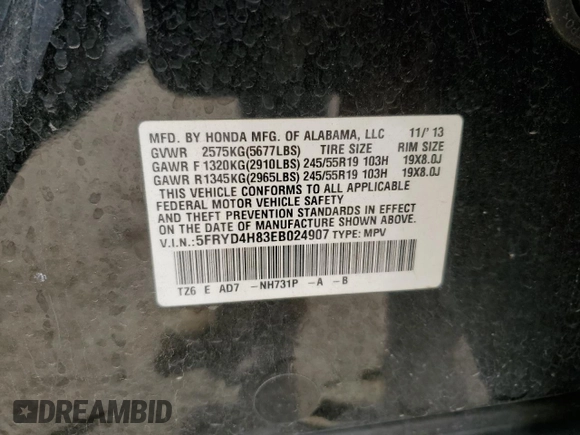 MFD. BY HONDA MFG. OF ALABAMA, LLC 11/'13
GVWR 2575KG(5677LBS) TIRE SIZE RIM SIZE
GAWR F1320KG(2910LBS) 245/55R19 103H 19X8.0J
GAWR R1345KG(2965LBS) 245/55R19 103H 19X8.0J
THIS VEHICLE CONFORMS TO ALL APPLICABLE
FEDERAL MOTOR VEHICLE SAFETY
AND THEFT PREVENTION STANDARDS IN EFFECT
ON THE DATE OF MANUFACTURE SHOWN ABOVE.
V.I.N.:5FRYD4H83EB024907 TYPE: MPV
TZ6 E AD7 -NH731P -A -B
DREAMBID